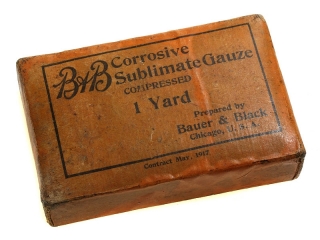 B&B Corrosive
Sublimate Gauze
COMPRESSED
1 Yard
Prepared by
Bauer & Black
Chicago, U.S.A.
Contract May, 1917